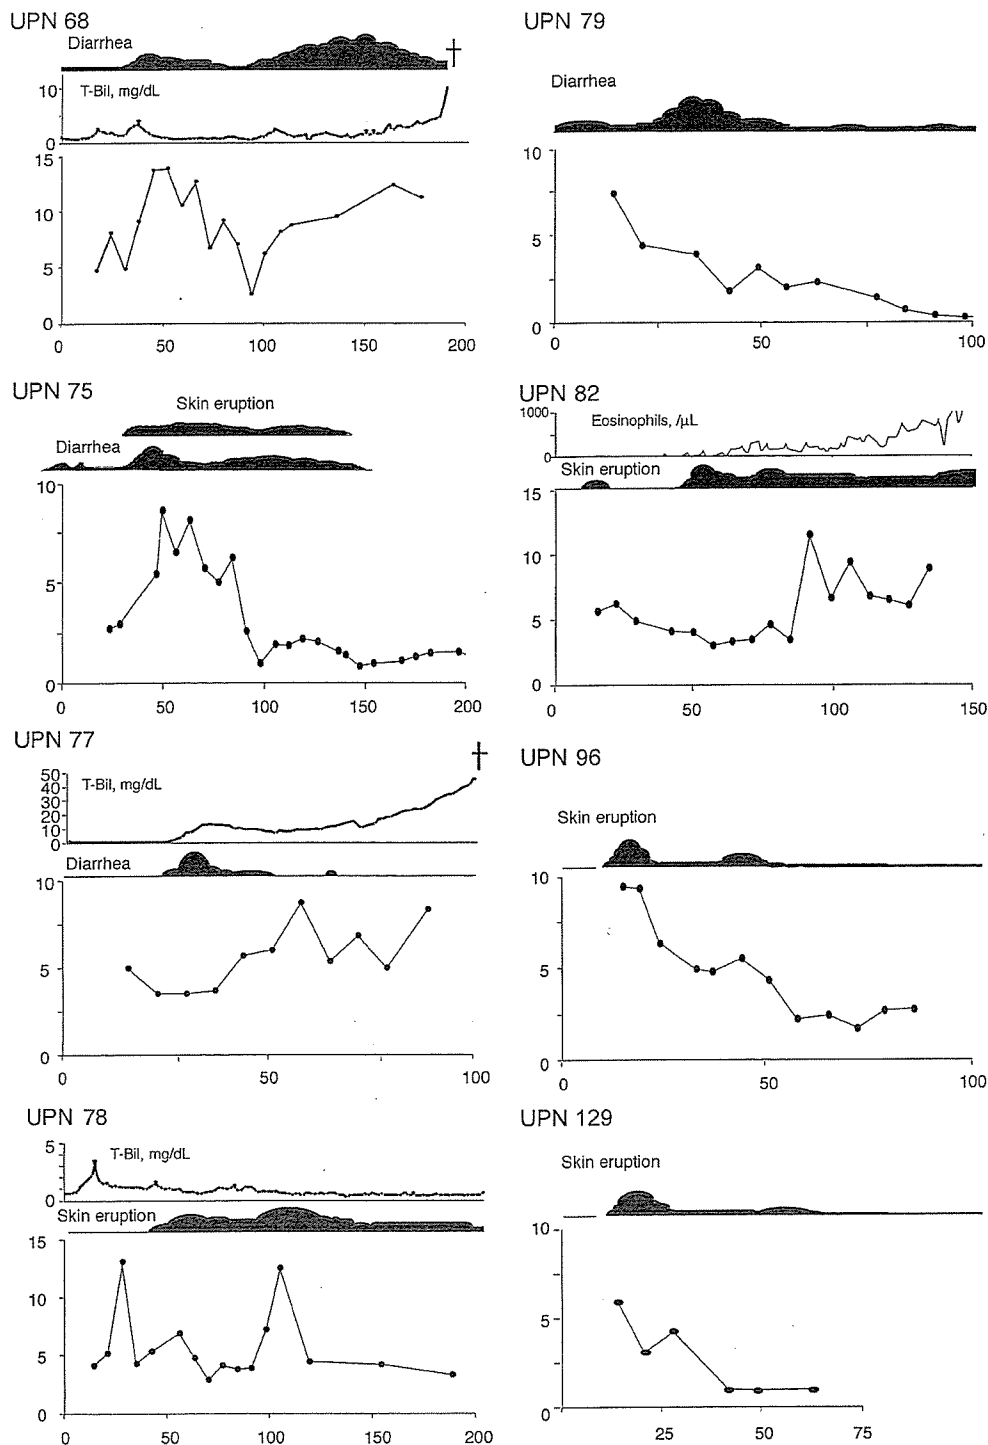 UPN 68
Diarrhea
†
10
T-Bil, mg/dL
0
15
10
5
0
0 50 100 150 200
UPN 79
Diarrhea
10
5
0
0 50 100
UPN 75
Skin eruption
Diarrhea
10
5
0
0 50 100 150 200
UPN 82
1000
Eosinophils, /μL
0
Skin eruption
15
10
5
0
0 50 100 150
UPN 77
†
50
40
30
20
10
0
T-Bil, mg/dL
Diarrhea
10
5
0
0 50 100
UPN 96
Skin eruption
10
5
0
0 50 100
UPN 78
5
T-Bil, mg/dL
0
Skin eruption
15
10
5
0
0 50 100 150 200
UPN 129
Skin eruption
10
5
0
25 50 75